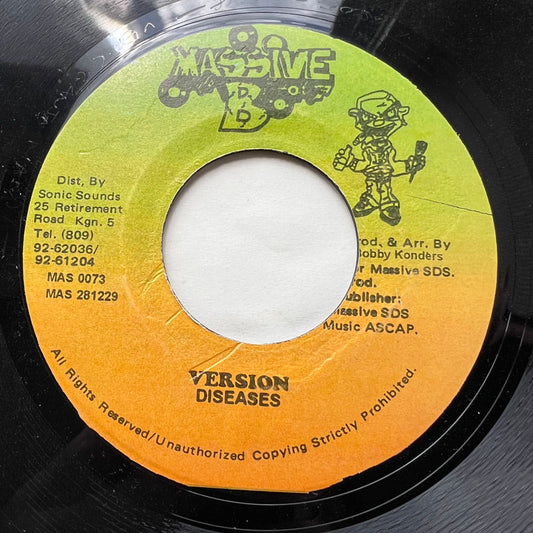 MASSIVE
B
Dist, By
Sonic Sounds
25 Retirement
Road Kgn. 5
Tel. (809)
92-62036/
92-61204
MAS 0073
MAS 281229
rod. & Arr. By
Bobby Konders
or Massive SDS.
rod.
ublisher:
assive SDS
Music ASCAP.
VERSION
DISEASES
All Rights Reserved/Unauthorized Copying Strictly Prohibited.